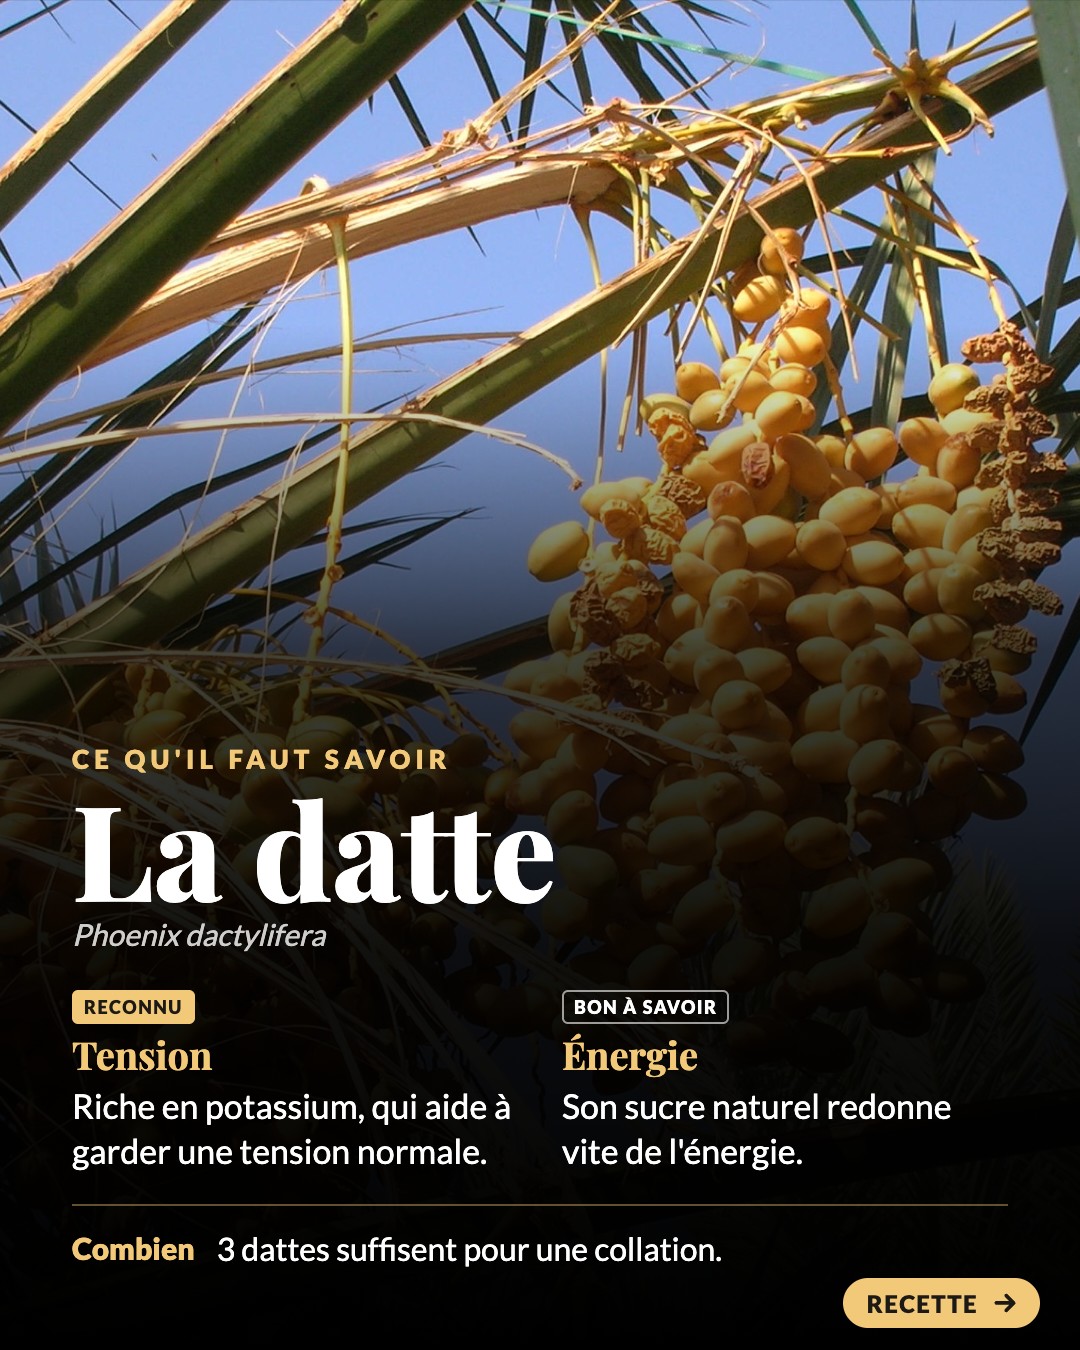 CE QU'IL FAUT SAVOIR
La datte
Phoenix dactylifera
RECONNU
Tension
Riche en potassium, qui aide à
garder une tension normale.
BON À SAVOIR
Énergie
Son sucre naturel redonne
vite de l'énergie.
Combien 3 dattes suffisent pour une collation.
RECETTE →